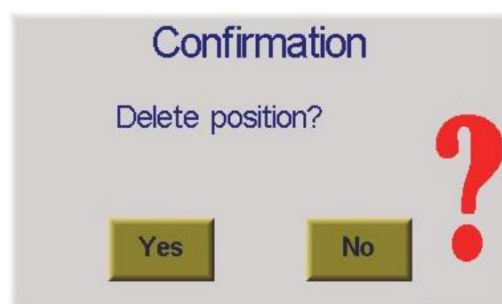 Confirmation
Delete position?
Yes No
?